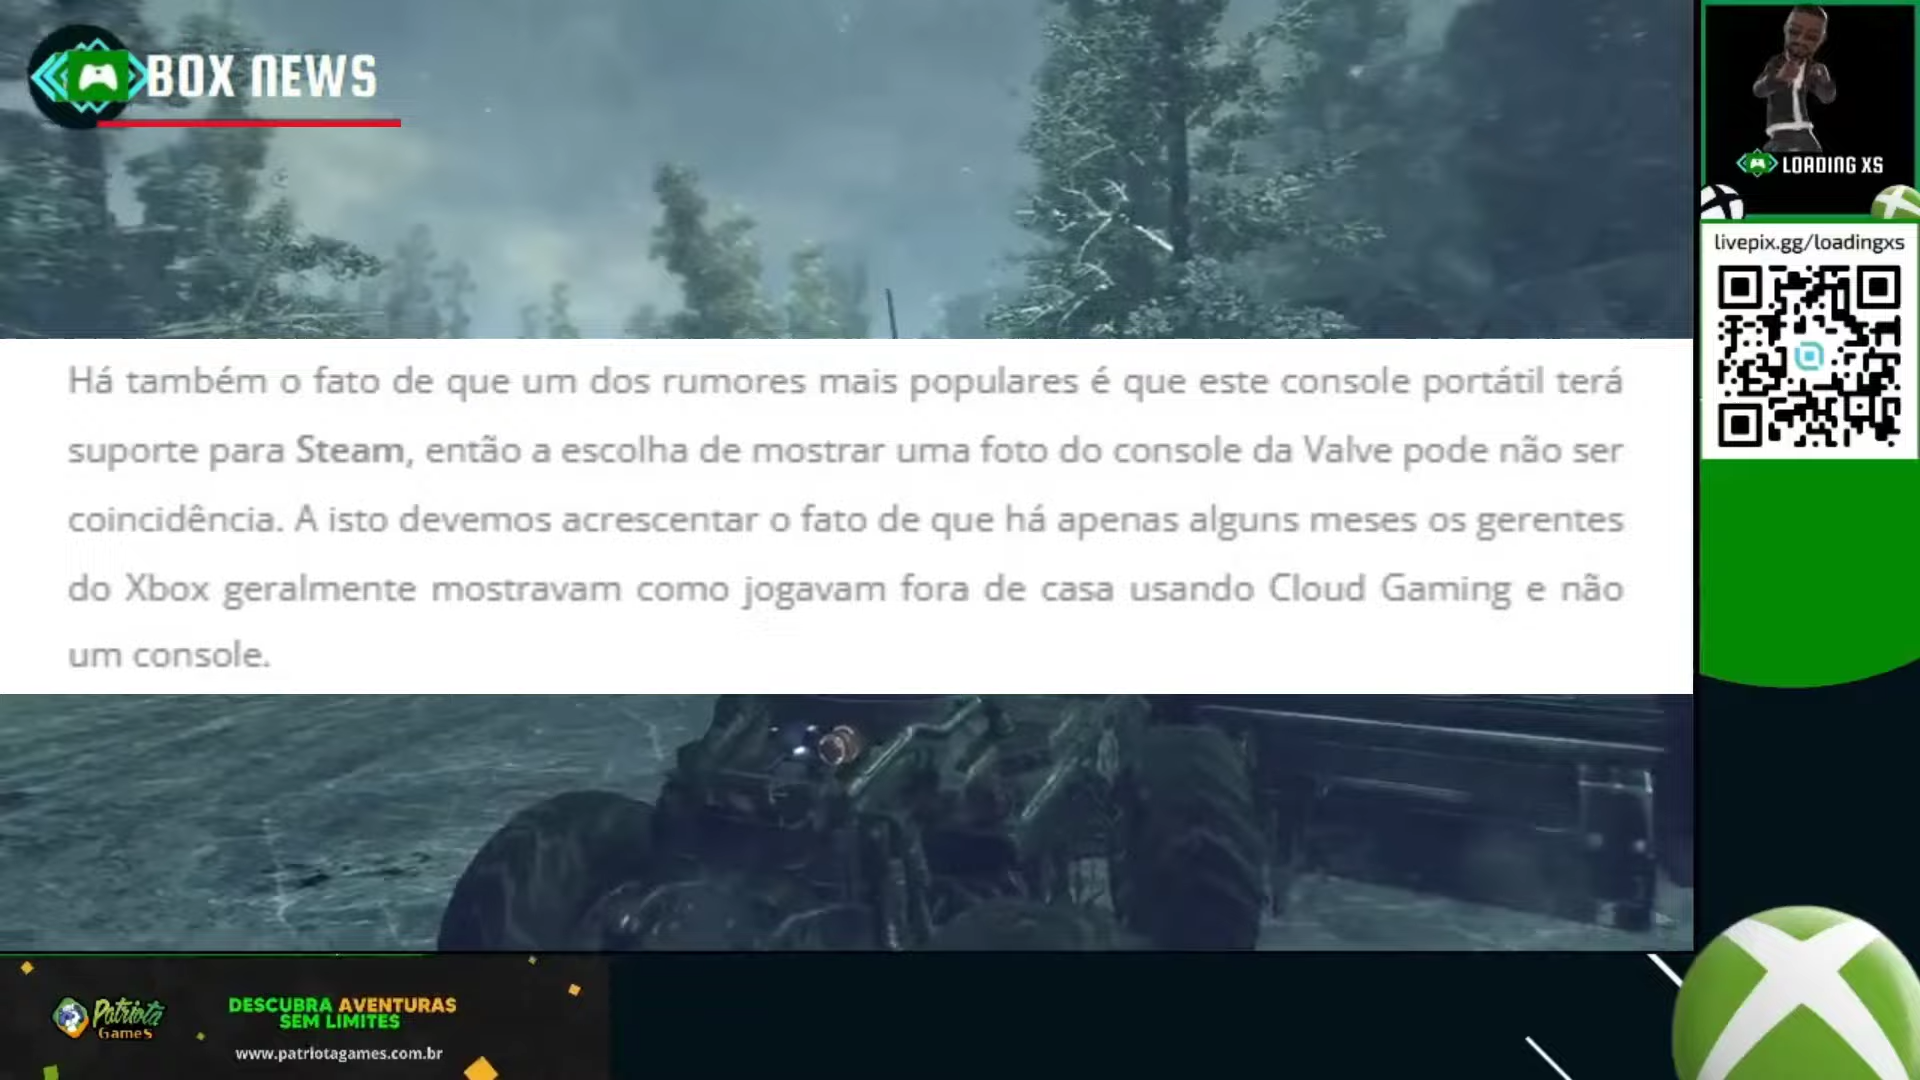 BOX NEWS
LOADING XS
livepix.gg/loadingxs
Há também o fato de que um dos rumores mais populares é que este console portátil terá
suporte para Steam, então a escolha de mostrar uma foto do console da Valve pode não ser
coincidência. A isto devemos acrescentar o fato de que há apenas alguns meses os gerentes
do Xbox geralmente mostravam como jogavam fora de casa usando Cloud Gaming e não
um console.
Patriota
Games
DESCUBRA AVENTURAS
SEM LIMITES
www.patriotagames.com.br